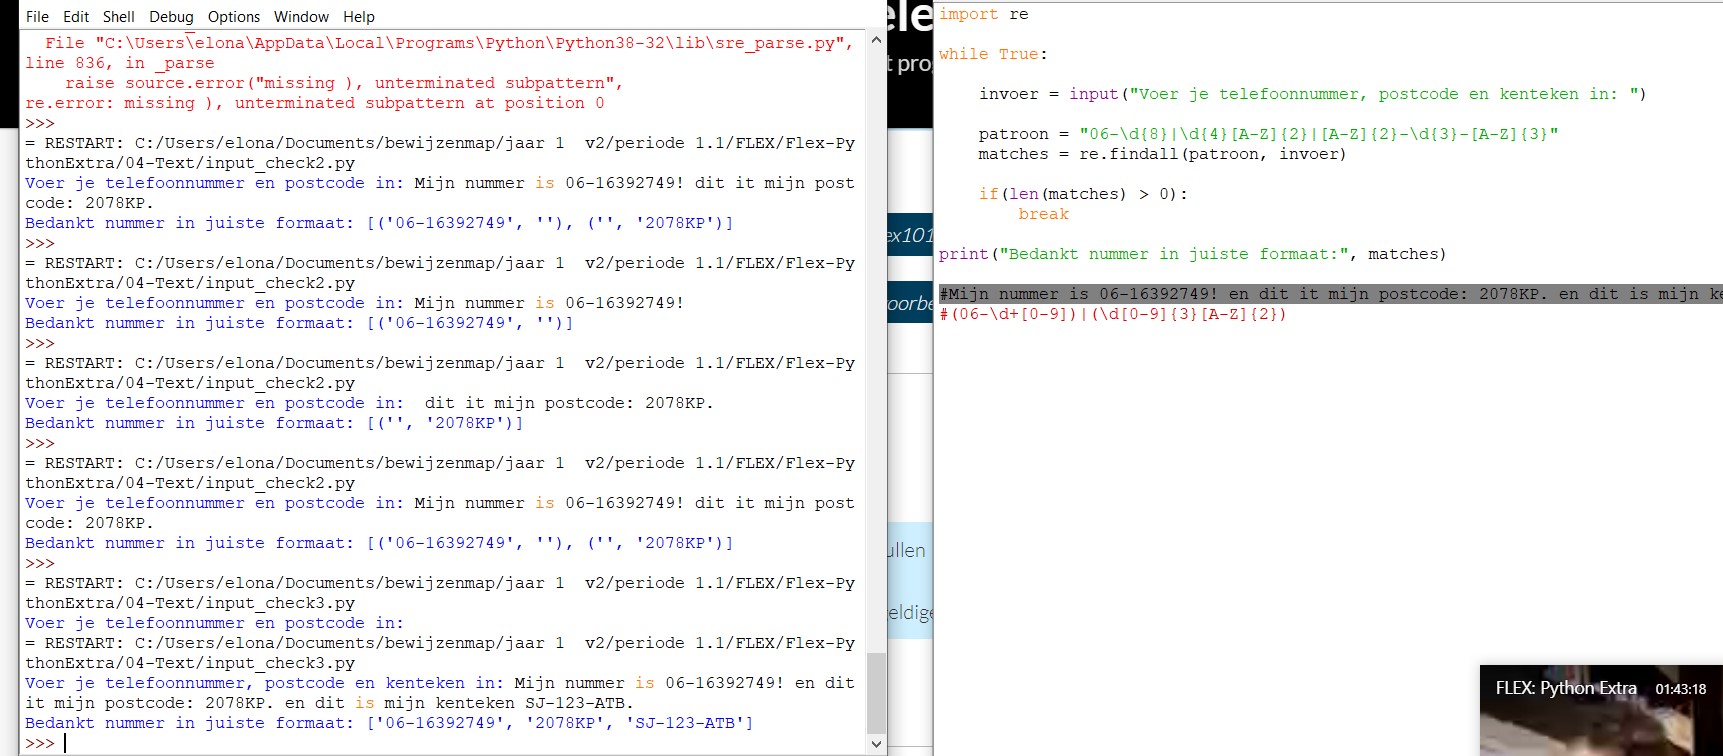 File Edit Shell Debug Options Window Help
File "C:\Users\elona\AppData\Local\Programs\Python\Python38-32\lib\sre_parse.py",
line 836, in _parse
raise source.error("missing ), unterminated subpattern",
re.error: missing ), unterminated subpattern at position 0
>>>
= RESTART: C:/Users/elona/Documents/bewijzenmap/jaar 1  v2/periode 1.1/FLEX/Flex-Py
thonExtra/04-Text/input_check2.py
Voer je telefoonnummer en postcode in: Mijn nummer is 06-16392749! dit it mijn post
code: 2078KP.
Bedankt nummer in juiste formaat: [('06-16392749', ''), ('', '2078KP')]
>>>
= RESTART: C:/Users/elona/Documents/bewijzenmap/jaar 1  v2/periode 1.1/FLEX/Flex-Py
thonExtra/04-Text/input_check2.py
Voer je telefoonnummer en postcode in: Mijn nummer is 06-16392749!
Bedankt nummer in juiste formaat: [('06-16392749', '')]
>>>
= RESTART: C:/Users/elona/Documents/bewijzenmap/jaar 1  v2/periode 1.1/FLEX/Flex-Py
thonExtra/04-Text/input_check2.py
Voer je telefoonnummer en postcode in:  dit it mijn postcode: 2078KP.
Bedankt nummer in juiste formaat: [('', '2078KP')]
>>>
= RESTART: C:/Users/elona/Documents/bewijzenmap/jaar 1  v2/periode 1.1/FLEX/Flex-Py
thonExtra/04-Text/input_check2.py
Voer je telefoonnummer en postcode in: Mijn nummer is 06-16392749! dit it mijn post
code: 2078KP.
Bedankt nummer in juiste formaat: [('06-16392749', ''), ('', '2078KP')]
>>>
= RESTART: C:/Users/elona/Documents/bewijzenmap/jaar 1  v2/periode 1.1/FLEX/Flex-Py
thonExtra/04-Text/input_check3.py
Voer je telefoonnummer en postcode in:
= RESTART: C:/Users/elona/Documents/bewijzenmap/jaar 1  v2/periode 1.1/FLEX/Flex-Py
thonExtra/04-Text/input_check3.py
Voer je telefoonnummer, postcode en kenteken in: Mijn nummer is 06-16392749! en dit
it mijn postcode: 2078KP. en dit is mijn kenteken SJ-123-ATB.
Bedankt nummer in juiste formaat: ['06-16392749', '2078KP', 'SJ-123-ATB']
>>>
ele
t pro
ex101
oorbe
ullen
eldige
import re
while True:
invoer = input("Voer je telefoonnummer, postcode en kenteken in: ")
patroon = "06-\d{8}|\d{4}[A-Z]{2}|[A-Z]{2}-\d{3}-[A-Z]{3}"
matches = re.findall(patroon, invoer)
if(len(matches) > 0):
break
print("Bedankt nummer in juiste formaat:", matches)
#Mijn nummer is 06-16392749! en dit it mijn postcode: 2078KP. en dit is mijn ke
#(06-\d+[0-9])|(\d[0-9]{3}[A-Z]{2})
FLEX: Python Extra 01:43:18